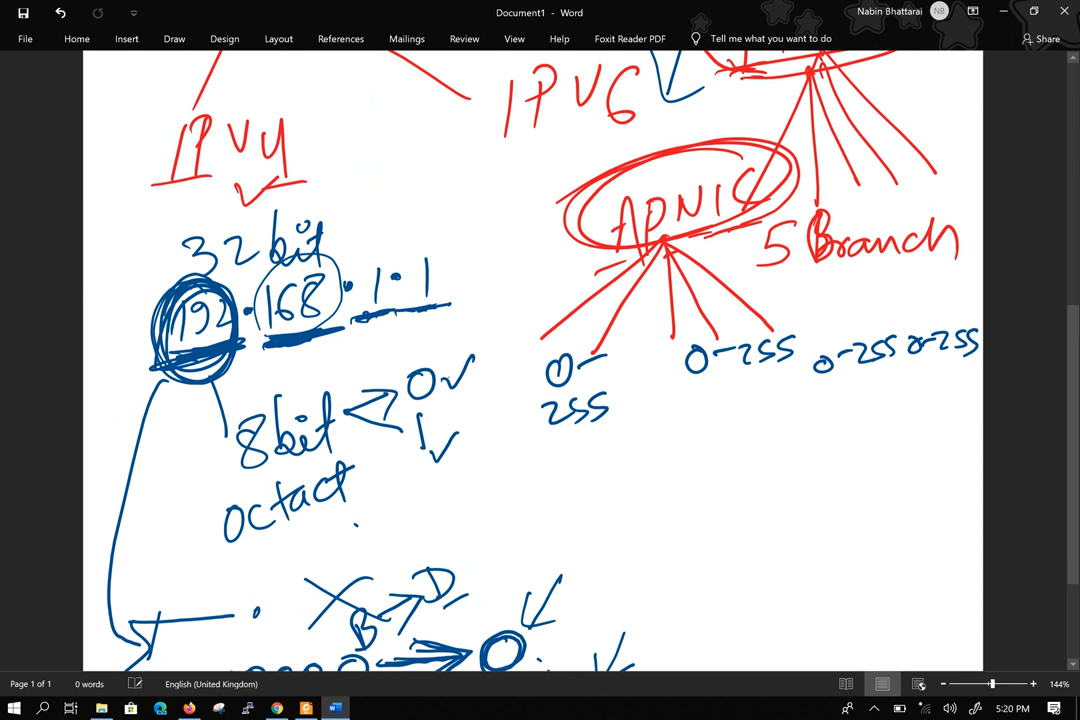 Document1 - Word
Nabin Bhattarai
NB
File Home Insert Draw Design Layout References Mailings Review View Help Foxit Reader PDF Tell me what you want to do Share
IPV4
IPV6
APNIC
5 Branch
32 bit
192.168.1.1
0-255
0-255
0-255
0-255
8bit
0
1
octact
B
D
0
Page 1 of 1 0 words English (United Kingdom) 144%
5:20 PM